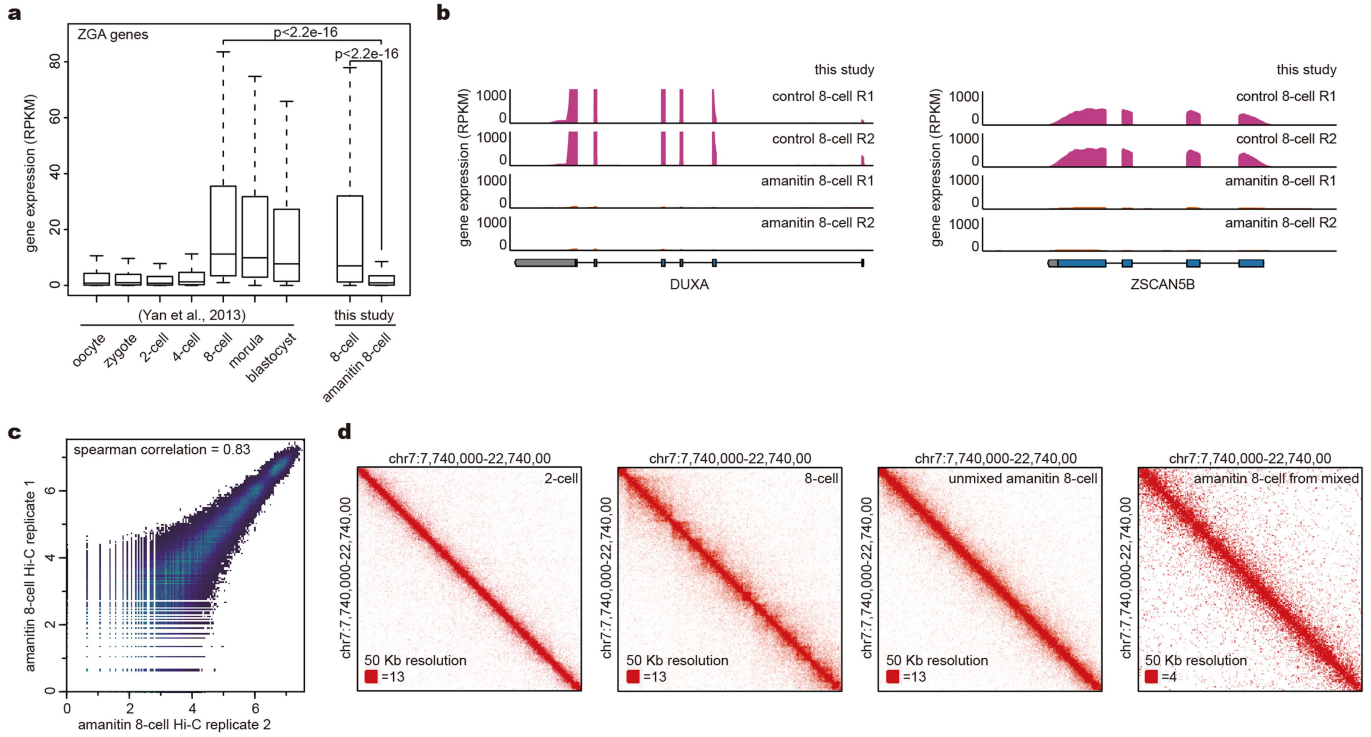 a
ZGA genes
p<2.2e-16
p<2.2e-16
gene expression (RPKM)
80
60
40
20
0
(Yan et al., 2013)
this study
oocyte
zygote
2-cell
4-cell
8-cell
morula
blastocyst
8-cell
amanitin 8-cell
b
this study
gene expression (RPKM)
1000
0
control 8-cell R1
1000
0
control 8-cell R2
1000
0
amanitin 8-cell R1
1000
0
amanitin 8-cell R2
DUXA
this study
gene expression (RPKM)
1000
0
control 8-cell R1
1000
0
control 8-cell R2
1000
0
amanitin 8-cell R1
1000
0
amanitin 8-cell R2
ZSCAN5B
c
spearman correlation = 0.83
amanitin 8-cell Hi-C replicate 1
6
4
2
0
0 2 4 6
amanitin 8-cell Hi-C replicate 2
d
chr7:7,740,000-22,740,00
chr7:7,740,000-22,740,00
2-cell
50 Kb resolution
=13
chr7:7,740,000-22,740,00
chr7:7,740,000-22,740,00
8-cell
50 Kb resolution
=13
chr7:7,740,000-22,740,00
chr7:7,740,000-22,740,00
unmixed amanitin 8-cell
50 Kb resolution
=13
chr7:7,740,000-22,740,00
chr7:7,740,000-22,740,00
amanitin 8-cell from mixed
50 Kb resolution
=4